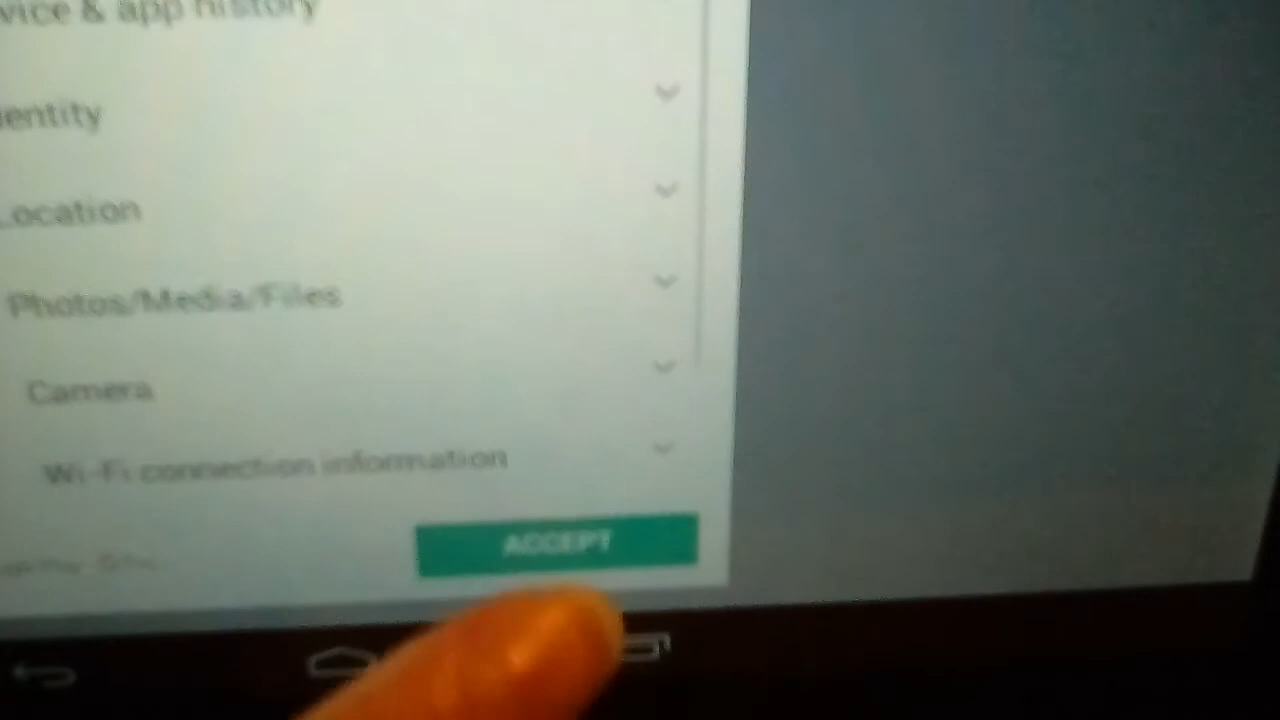 vice & app history
entity
Location
Photos/Media/Files
Camera
Wi-Fi connection information
ACCEPT